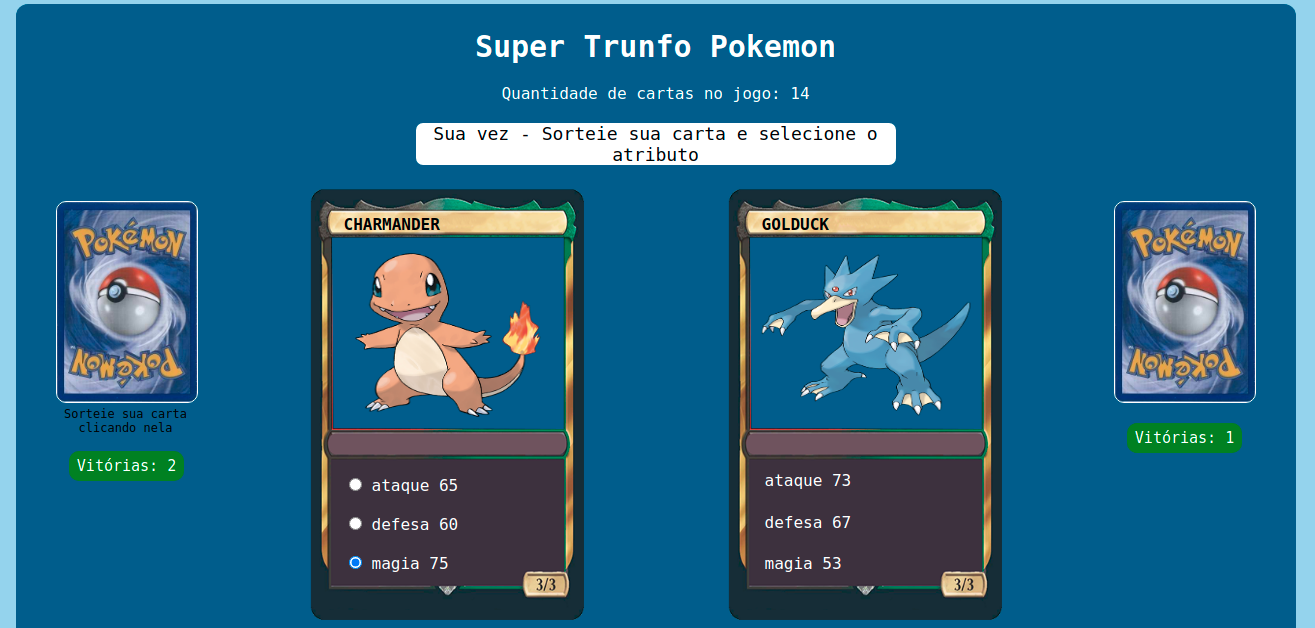 Super Trunfo Pokemon
Quantidade de cartas no jogo: 14
Sua vez - Sorteie sua carta e selecione o
atributo
POKéMON
POKéMON
Sorteie sua carta
clicando nela
Vitórias: 2
CHARMANDER
ataque 65
defesa 60
magia 75
3/3
GOLDUCK
ataque 73
defesa 67
magia 53
3/3
POKéMON
POKéMON
Vitórias: 1